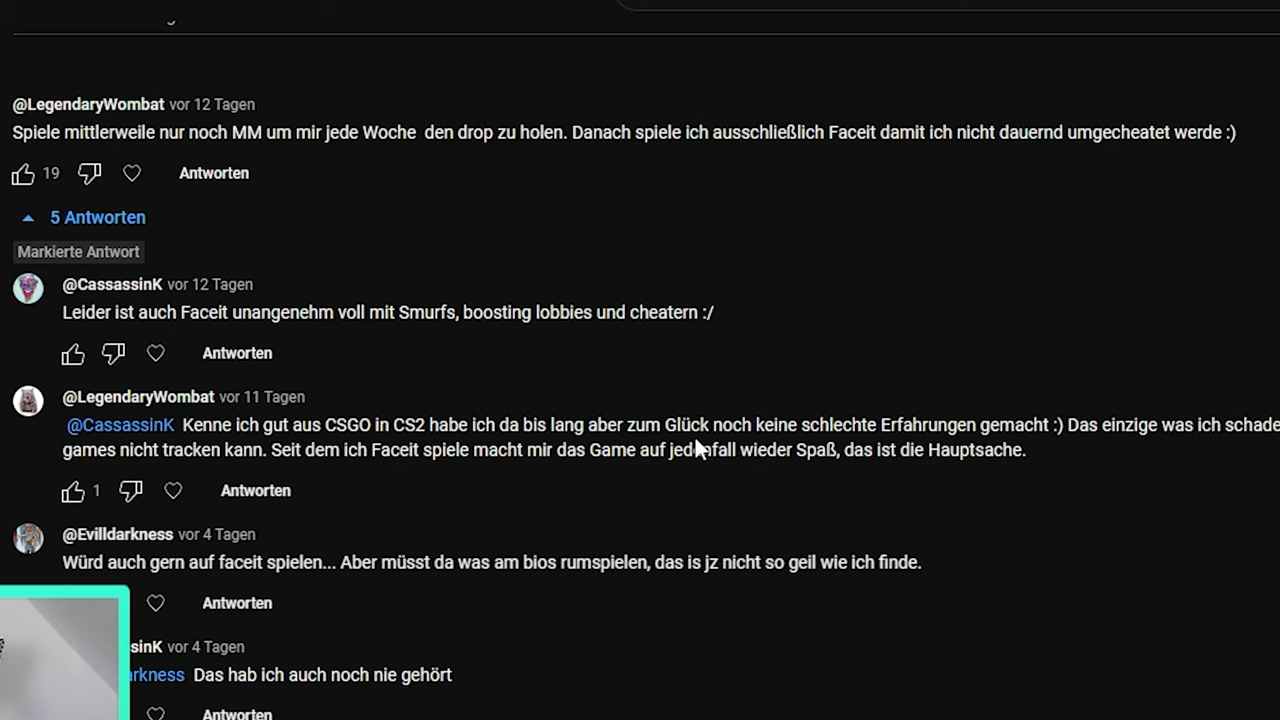 @LegendaryWombat vor 12 Tagen
Spiele mittlerweile nur noch MM um mir jede Woche den drop zu holen. Danach spiele ich ausschließlich Faceit damit ich nicht dauernd umgecheatet werde :)
19 Antworten
5 Antworten
Markierte Antwort
@CassassinK vor 12 Tagen
Leider ist auch Faceit unangenehm voll mit Smurfs, boosting lobbies und cheatern :/
Antworten
@LegendaryWombat vor 11 Tagen
@CassassinK Kenne ich gut aus CSGO in CS2 habe ich da bis lang aber zum Glück noch keine schlechte Erfahrungen gemacht :) Das einzige was ich schade
games nicht tracken kann. Seit dem ich Faceit spiele macht mir das Game auf jedenfall wieder Spaß, das ist die Hauptsache.
1 Antworten
@Evilldarkness vor 4 Tagen
Würd auch gern auf faceit spielen... Aber müsst da was am bios rumspielen, das is jz nicht so geil wie ich finde.
Antworten
sinK vor 4 Tagen
arkness Das hab ich auch noch nie gehört
Antworten